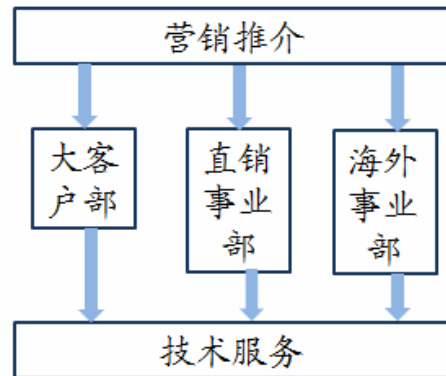 营销推介
大客
户部
直销
事业
部
海外
事业
部
技术服务